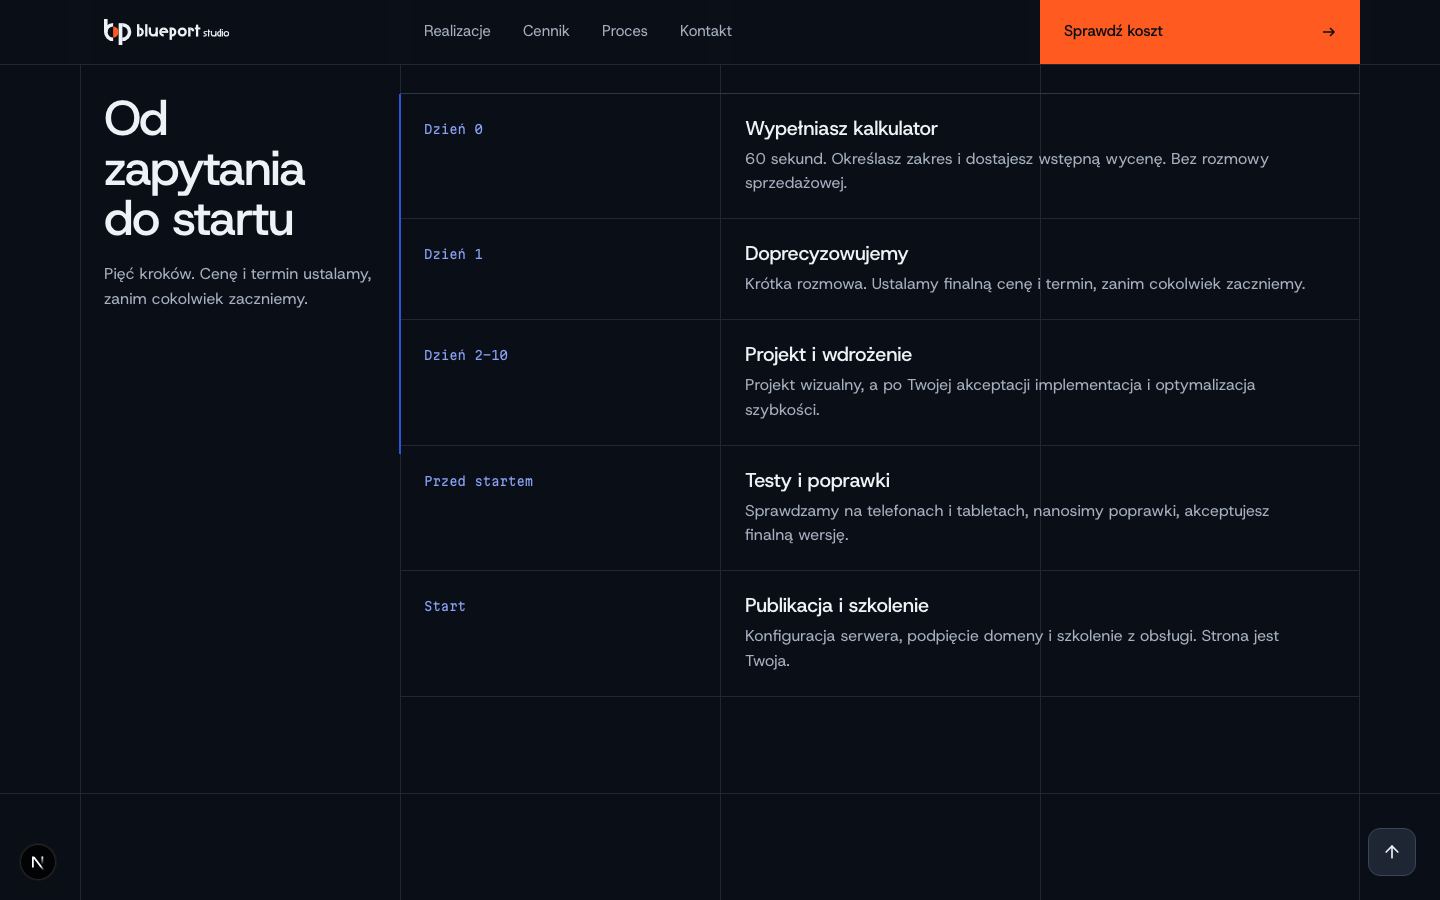 bp blueport studio
Realizacje Cennik Proces Kontakt
Sprawdź koszt →
Od
zapytania
do startu
Pięć kroków. Cenę i termin ustalamy,
zanim cokolwiek zaczniemy.
Dzień 0
Wypełniasz kalkulator
60 sekund. Określasz zakres i dostajesz wstępną wycenę. Bez rozmowy
sprzedażowej.
Dzień 1
Doprecyzowujemy
Krótka rozmowa. Ustalamy finalną cenę i termin, zanim cokolwiek zaczniemy.
Dzień 2–10
Projekt i wdrożenie
Projekt wizualny, a po Twojej akceptacji implementacja i optymalizacja
szybkości.
Przed startem
Testy i poprawki
Sprawdzamy na telefonach i tabletach, nanosimy poprawki, akceptujesz
finalną wersję.
Start
Publikacja i szkolenie
Konfiguracja serwera, podpięcie domeny i szkolenie z obsługi. Strona jest
Twoja.
N